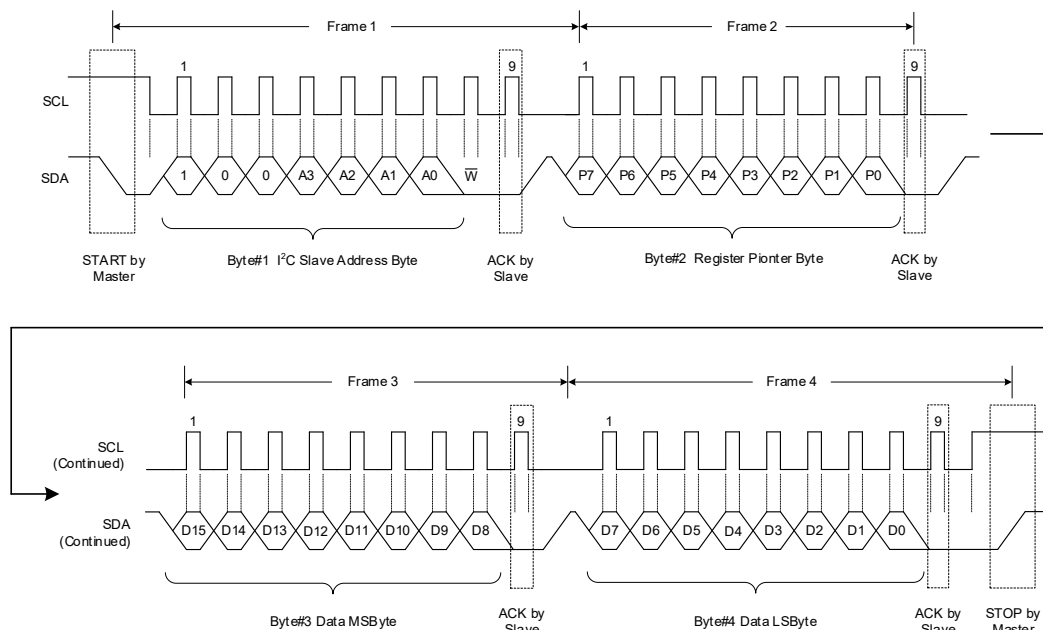 Frame 1
Frame 2
1
9
1
9
SCL
SDA
1 0 0 A3 A2 A1 A0 W̅
P7 P6 P5 P4 P3 P2 P1 P0
START by
Master
Byte#1 I²C Slave Address Byte
ACK by
Slave
Byte#2 Register Pionter Byte
ACK by
Slave
Frame 3
Frame 4
1
9
1
9
SCL
(Continued)
SDA
(Continued)
D15 D14 D13 D12 D11 D10 D9 D8
D7 D6 D5 D4 D3 D2 D1 D0
Byte#3 Data MSByte
ACK by
Slave
Byte#4 Data LSByte
ACK by
Slave
STOP by
Master